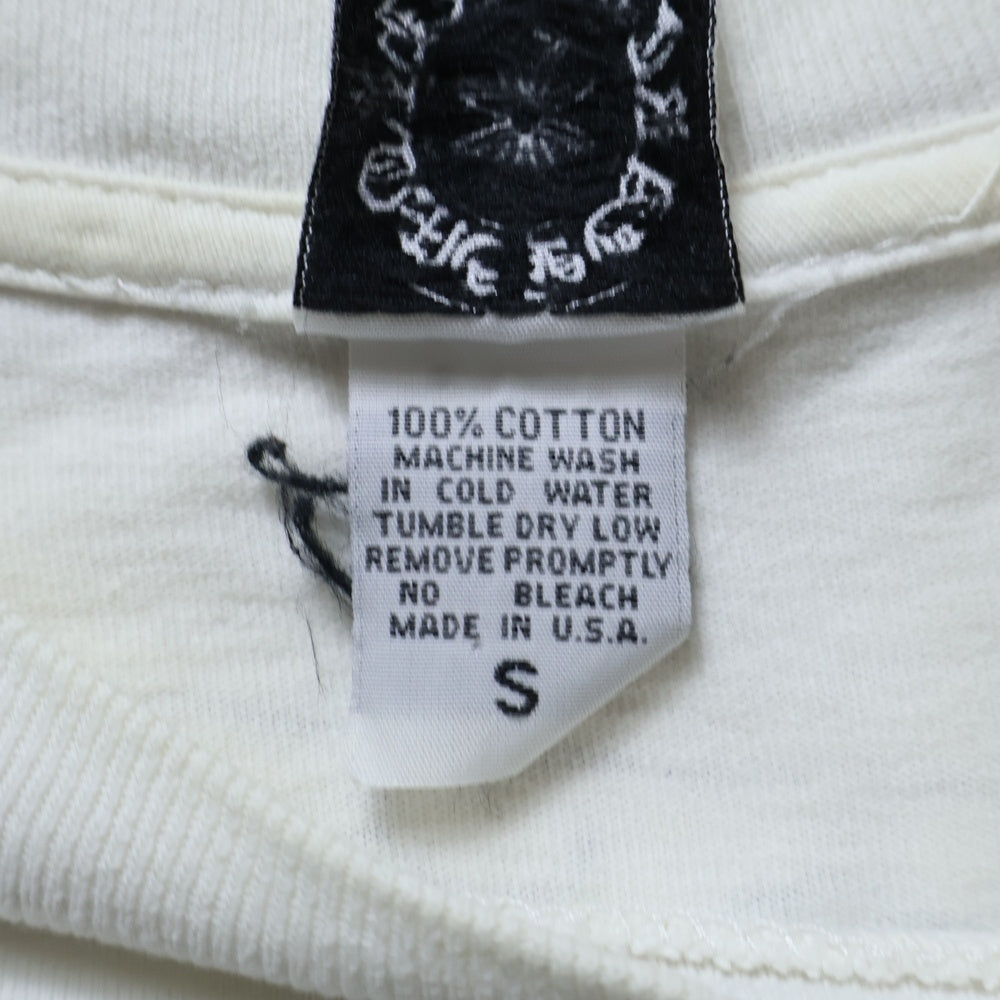 100% COTTON
MACHINE WASH
IN COLD WATER
TUMBLE DRY LOW
REMOVE PROMPTLY
NO BLEACH
MADE IN U.S.A.
S